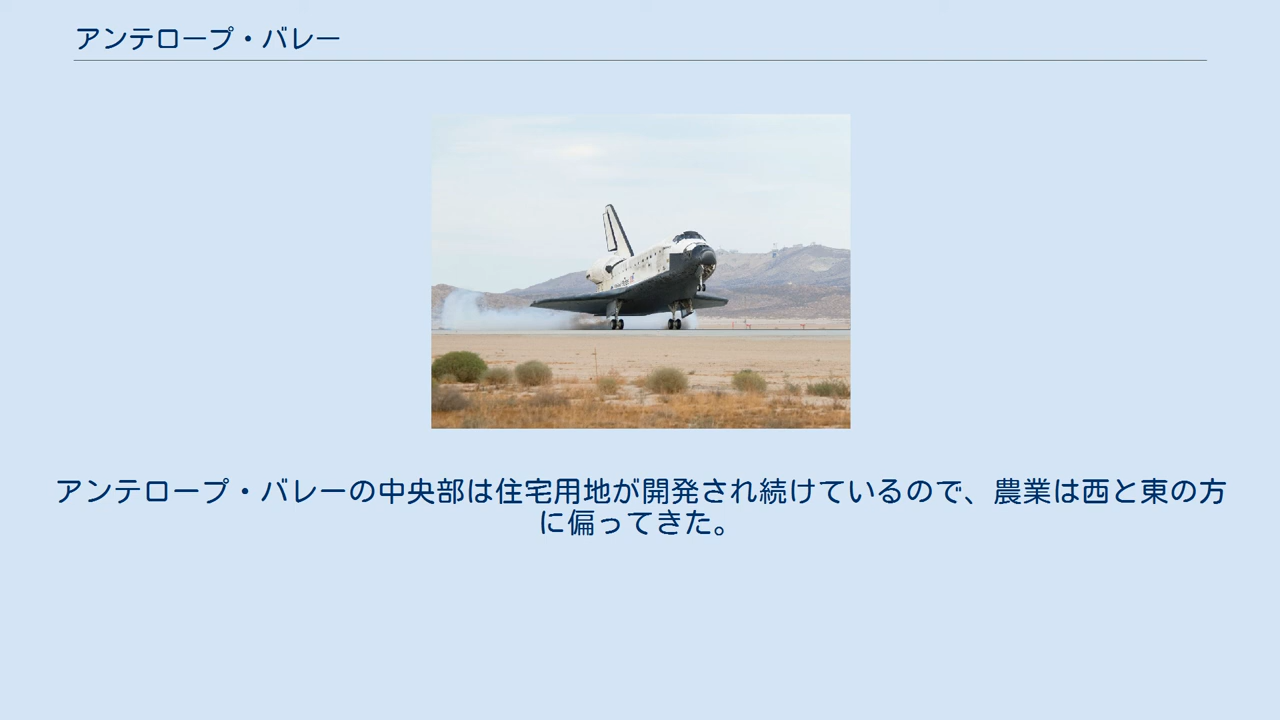 アンテロープ・バレー
アンテロープ・バレーの中央部は住宅用地が開発され続けているので、農業は西と東の方
に偏ってきた。